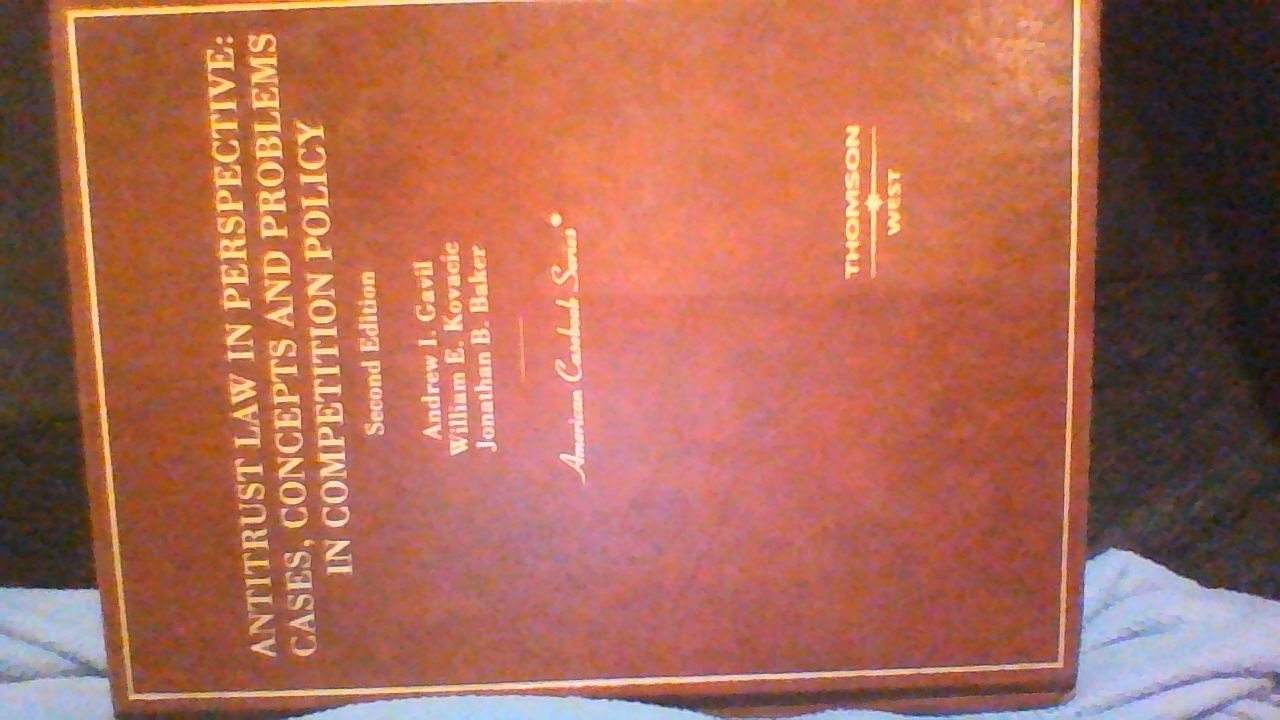 ANTITRUST LAW IN PERSPECTIVE:
CASES, CONCEPTS AND PROBLEMS
IN COMPETITION POLICY
Second Edition
Andrew I. Gavil
William E. Kovacic
Jonathan B. Baker
American Casebook Series
THOMSON
WEST